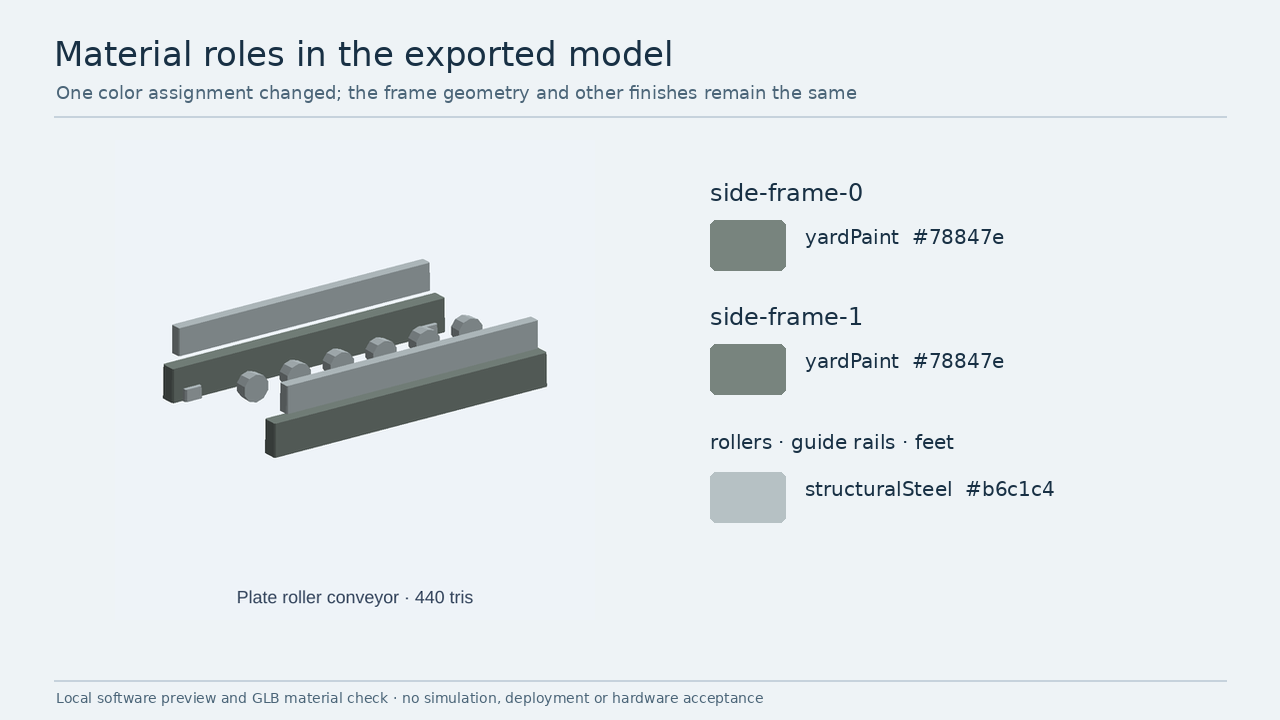 Material roles in the exported model
One color assignment changed; the frame geometry and other finishes remain the same
side-frame-0
yardPaint #78847e
side-frame-1
yardPaint #78847e
rollers · guide rails · feet
structuralSteel #b6c1c4
Plate roller conveyor · 440 tris
Local software preview and GLB material check · no simulation, deployment or hardware acceptance